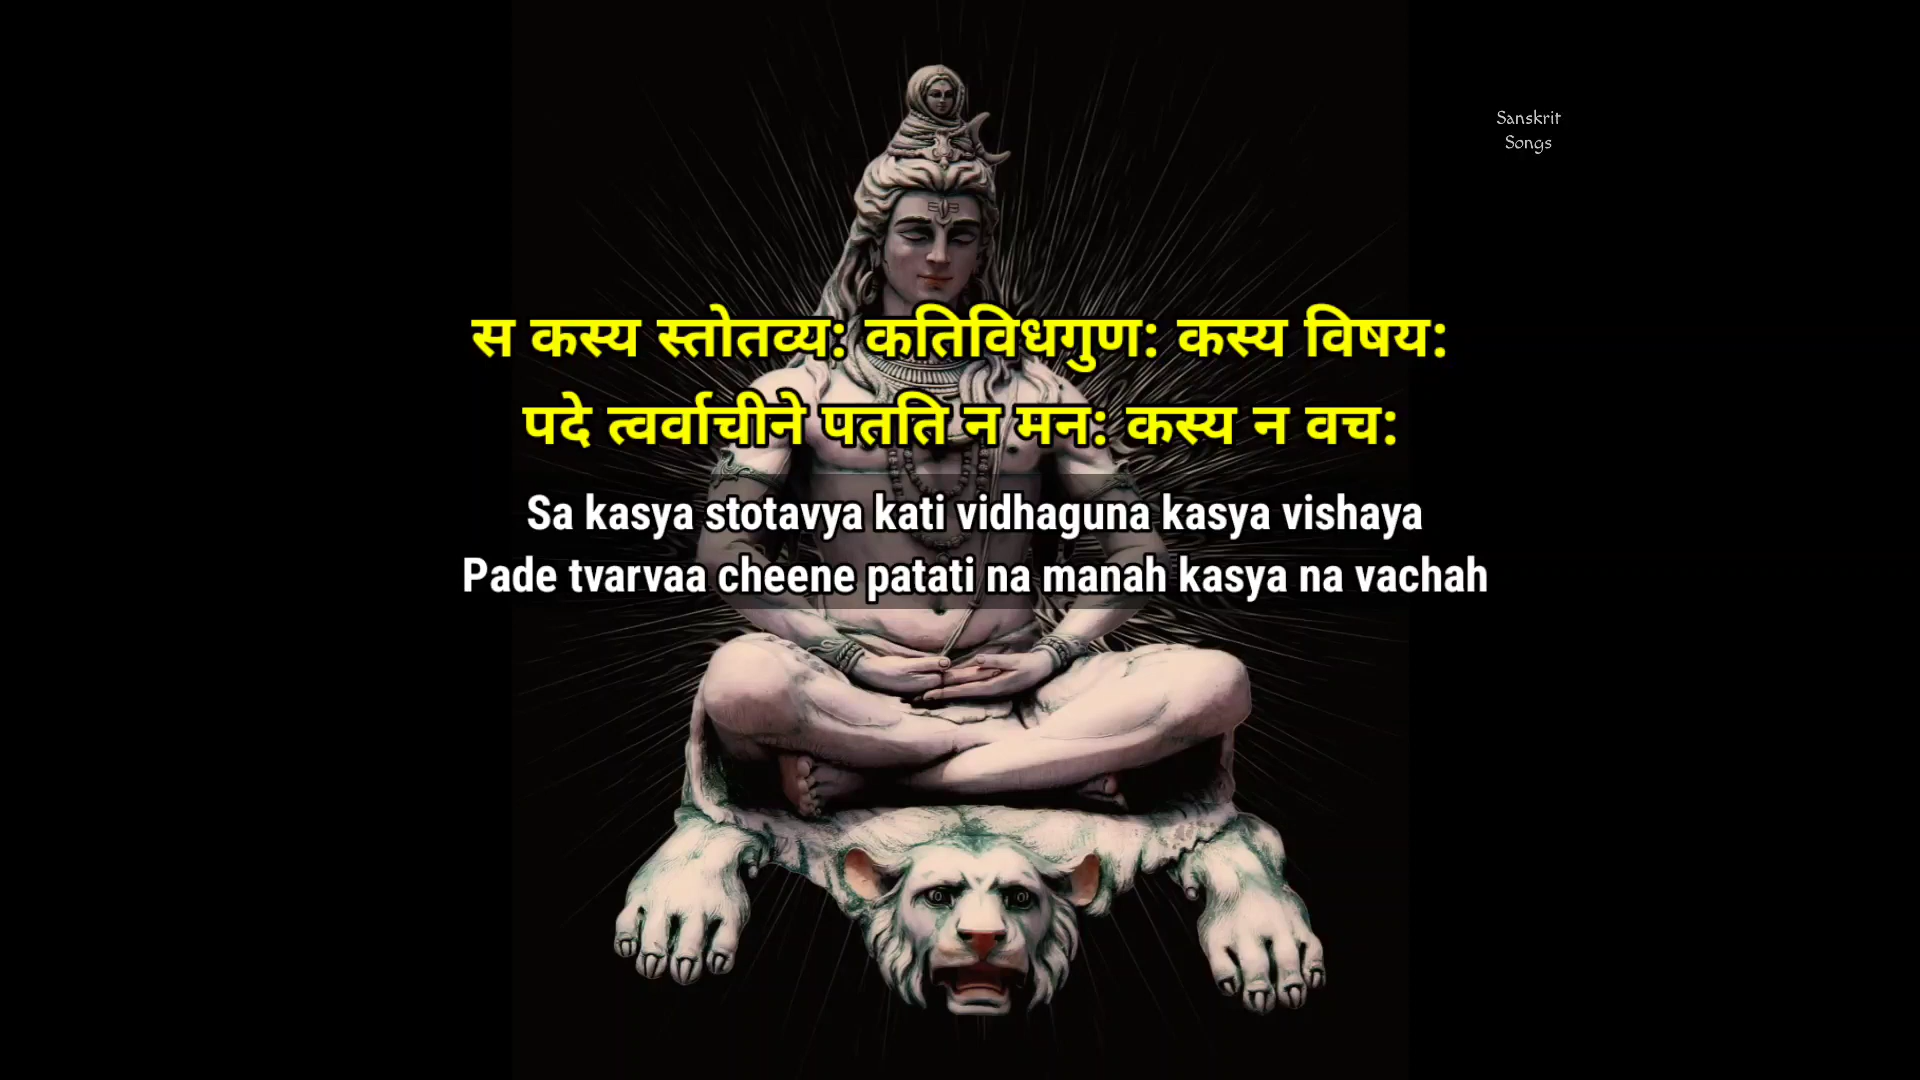 Sanskrit
Songs
स कस्य स्तोतव्य: कतिविधगुण: कस्य विषय:
पदे त्वर्वाचीने पतति न मन: कस्य न वच:
Sa kasya stotavya kati vidhaguna kasya vishaya
Pade tvarvaa cheene patati na manah kasya na vachah